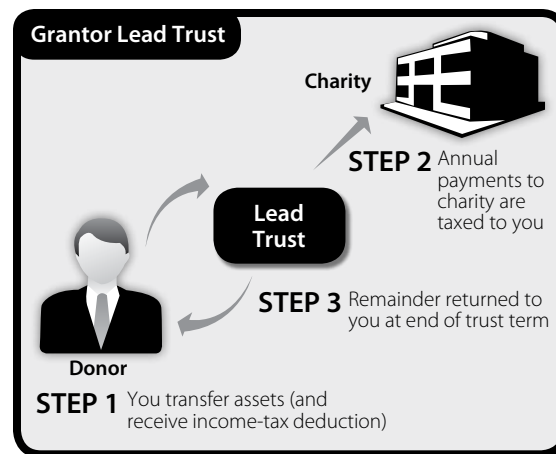 Grantor Lead Trust
Charity
STEP 2 Annual
payments to
charity are
taxed to you
Lead
Trust
STEP 3 Remainder returned to
you at end of trust term
Donor
STEP 1 You transfer assets (and
receive income-tax deduction)